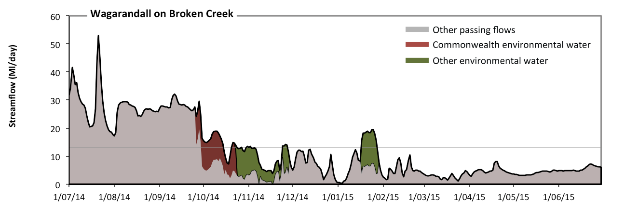 Wagarandall on Broken Creek
Streamflow (Ml/day)
60
50
40
30
20
10
0
Other passing flows
Commonwealth environmental water
Other environmental water
1/07/14 1/08/14 1/09/14 1/10/14 1/11/14 1/12/14 1/01/15 1/02/15 1/03/15 1/04/15 1/05/15 1/06/15